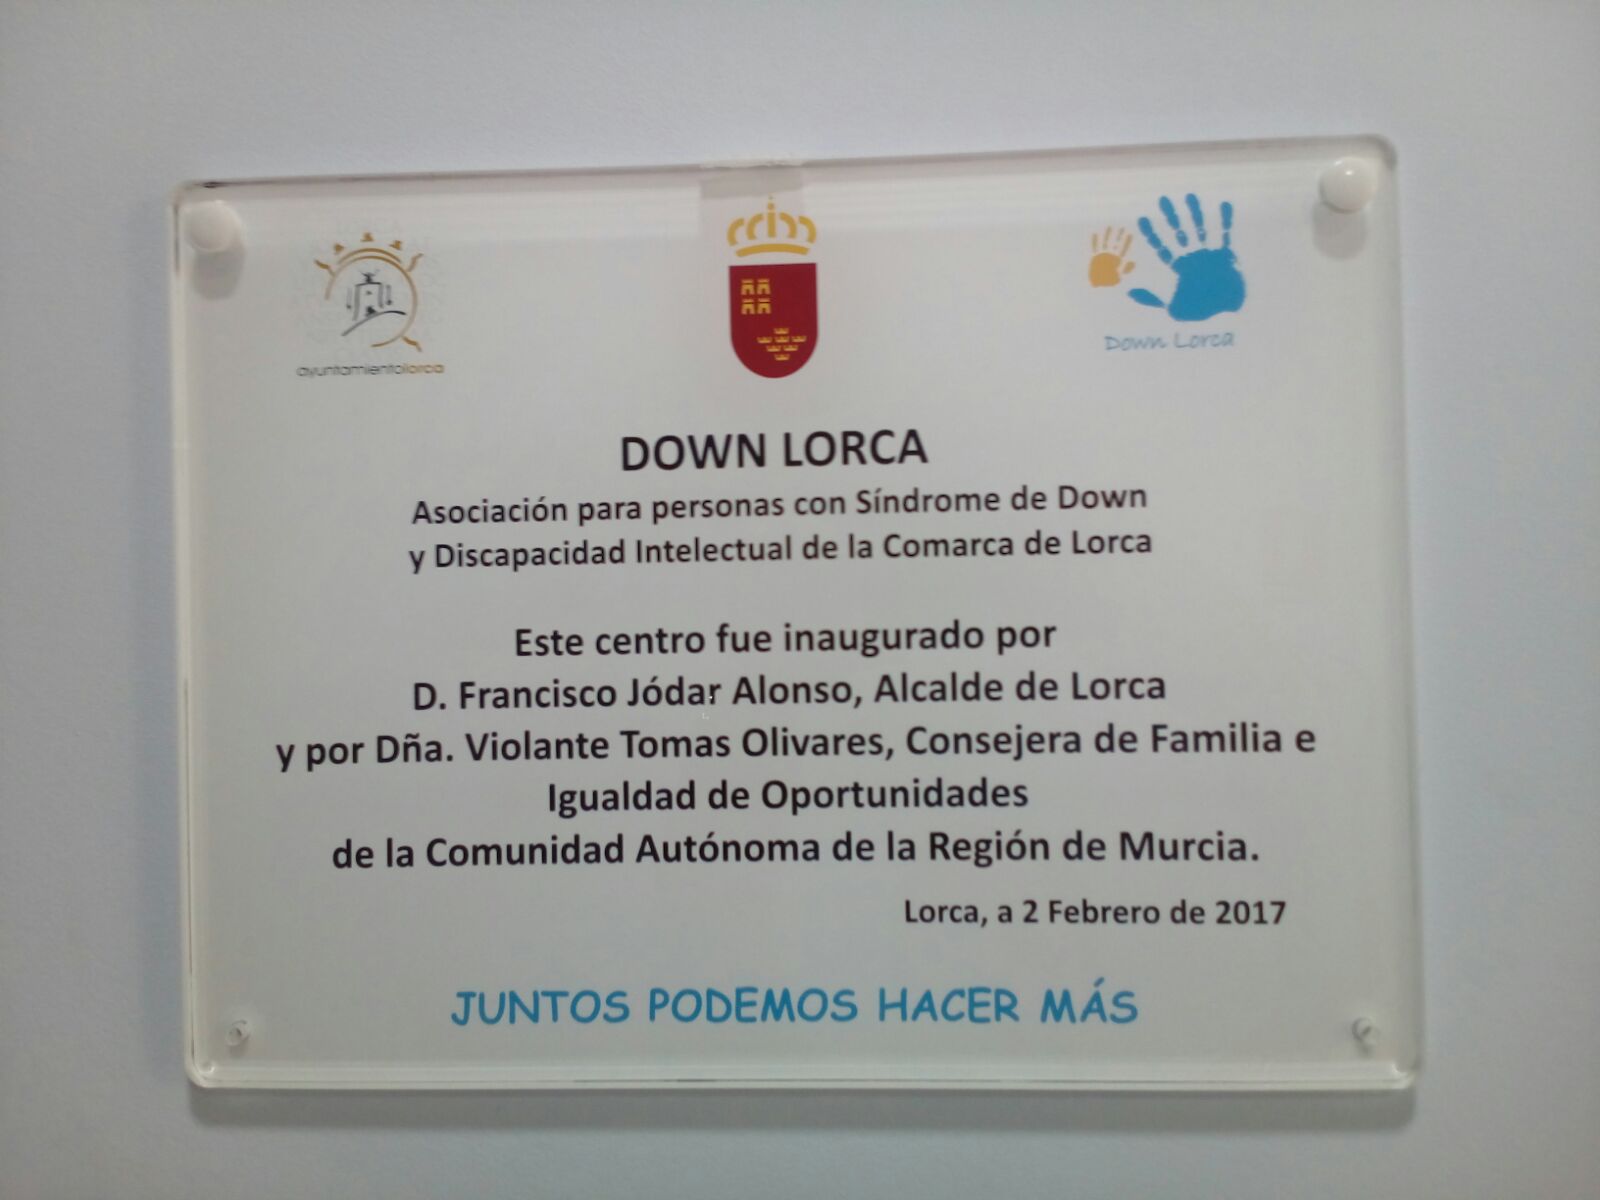 ayuntamientolorca
Down Lorca
DOWN LORCA
Asociación para personas con Síndrome de Down
y Discapacidad Intelectual de la Comarca de Lorca
Este centro fue inaugurado por
D. Francisco Jódar Alonso, Alcalde de Lorca
y por Dña. Violante Tomas Olivares, Consejera de Familia e
Igualdad de Oportunidades
de la Comunidad Autónoma de la Región de Murcia.
Lorca, a 2 Febrero de 2017
JUNTOS PODEMOS HACER MÁS